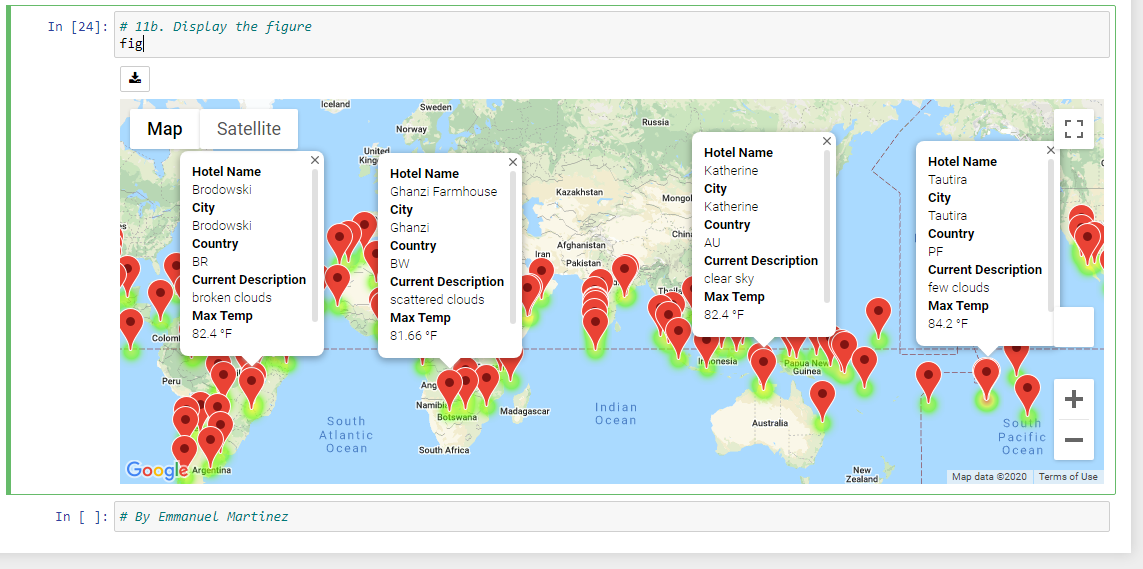 In [24]: # 11b. Display the figure
fig
Map
Satellite
Iceland
Sweden
Norway
Russia
United
Kazakhstan
Afghanistan
Iran
Pakistan
Hotel Name
Brodowski
City
Brodowski
Country
BR
Current Description
broken clouds
Max Temp
82.4 °F
Hotel Name
Ghanzi Farmhouse
City
Ghanzi
Country
BW
Current Description
scattered clouds
Max Temp
81.66 °F
Hotel Name
Katherine
City
Katherine
Country
AU
Current Description
clear sky
Max Temp
82.4 °F
Hotel Name
Tautira
City
Tautira
Country
PF
Current Description
few clouds
Max Temp
84.2 °F
Peru
Botswana
Madagascar
Papua New
Guinea
Indian
Ocean
South
Atlantic
Ocean
Australia
South
Pacific
Ocean
South Africa
Argentina
New
Zealand
Google
Map data ©2020
Terms of Use
In [ ]: # By Emmanuel Martinez